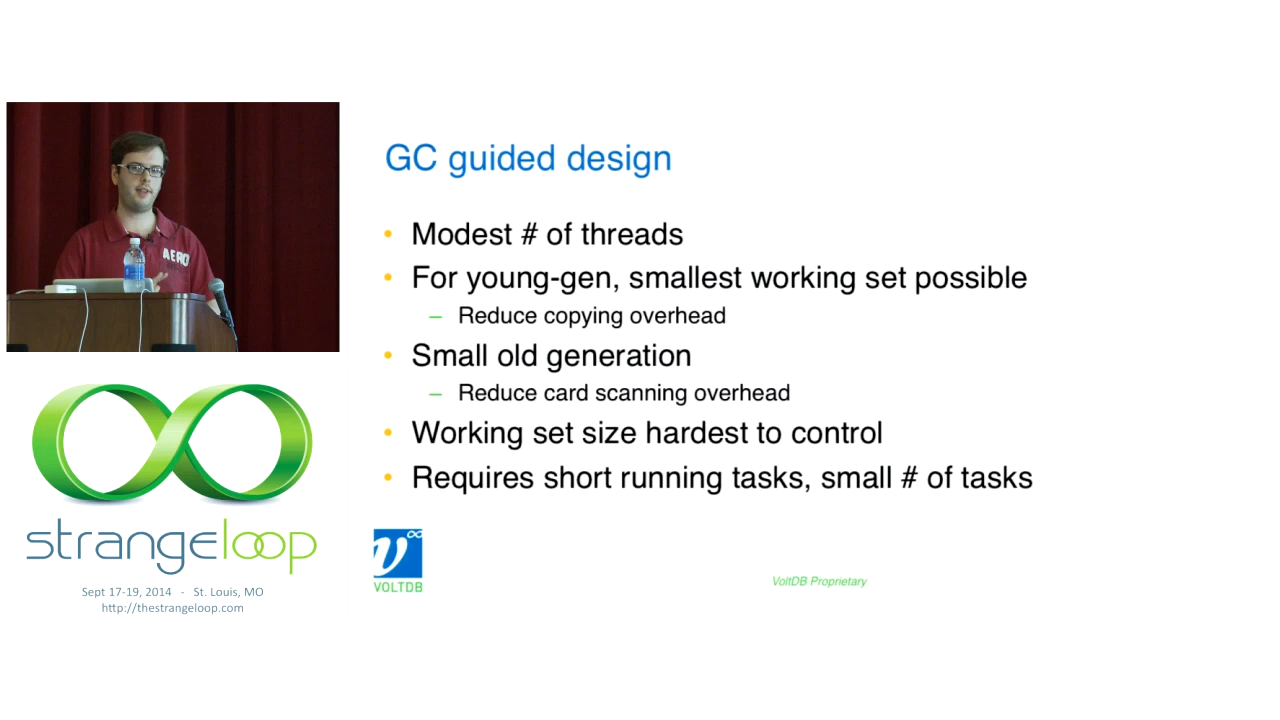 GC guided design
Modest # of threads
For young-gen, smallest working set possible
– Reduce copying overhead
Small old generation
– Reduce card scanning overhead
Working set size hardest to control
Requires short running tasks, small # of tasks
VOLTDB
VoltDB Proprietary
AERO
strangeloop
Sept 17-19, 2014 - St. Louis, MO
http://thestrangeloop.com